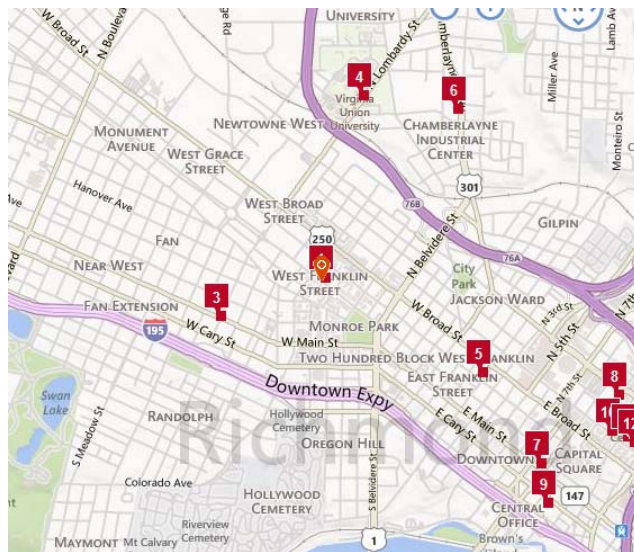 UNIVERSITY
W Broad St
N Boulevard
N Lombardy St
Chamberlayne
Lamb Ave
Miller Ave
Monteiro St
4
6
Virginia
Union
University
NEWTOWNE WEST
MONUMENT
AVENUE
WEST GRACE
STREET
CHAMBERLAYNE
INDUSTRIAL
CENTER
Hanover Ave
301
76B
WEST BROAD
STREET
N Belvidere St
GILPIN
FAN
250
76A
NEAR WEST
WEST FRANKLIN
STREET
City
Park
3
JACKSON WARD
FAN EXTENSION
195
W Cary St
MONROE PARK
W Broad St
N 3rd St
N 5th St
N 7th
W Main St
TWO HUNDRED BLOCK WEST FRANKLIN
5
EAST FRANKLIN
STREET
N 7th St
8
Downtown Expy
Swan
Lake
S Meadow St
RANDOLPH
Hollywood
Cemetery
OREGON HILL
E Cary St
E Main St
E Broad St
10
12
Richmond
7
DOWNTOWN
CAPITAL
SQUARE
Colorado Ave
S Belvidere St
9
147
HOLLYWOOD
CEMETERY
CENTRAL
OFFICE
Riverview
Cemetery
MAYMONT
Mt Calvary
1
Brown's